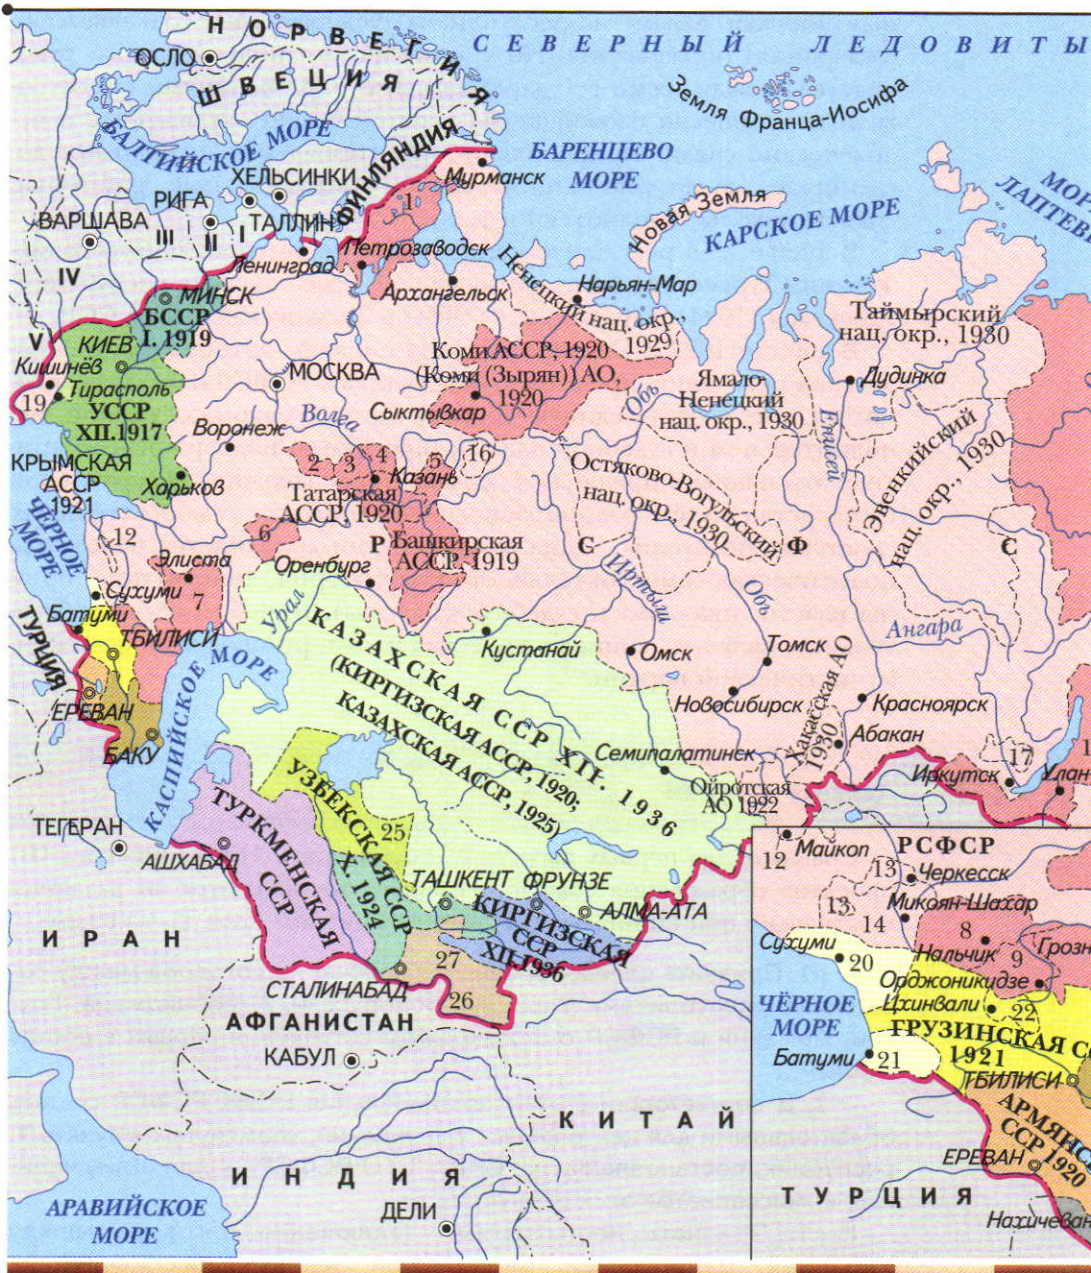 НОРВЕГИЯ
СЕВЕРНЫЙ ЛЕДОВИТЫ
ОСЛО
ШВЕЦИЯ
Земля Франца-Иосифа
БАЛТИЙСКОЕ МОРЕ
ФИНЛЯНДИЯ
БАРЕНЦЕВО
МОРЕ
Мурманск
ХЕЛЬСИНКИ
РИГА
ТАЛЛИН
ВАРШАВА
III
II
I
IV
V
1
Новая Земля
КАРСКОЕ МОРЕ
МОР
ЛАПТЕВ
Ленинград
Петрозаводск
Архангельск
Ненецкий нац. окр.,
1929
Нарьян-Мар
Таймырский
нац. окр., 1930
МИНСК
БССР
I. 1919
КИЕВ
Кишинёв
19
Тирасполь
УССР
XII.1917
МОСКВА
Волга
Воронеж
Коми АССР, 1920
(Коми (Зырян)) АО,
1920
Сыктывкар
Обь
Ямало-
Ненецкий
нац. окр., 1930
Дудинка
Енисей
Эвенкийский
нац. окр., 1930
КРЫМСКАЯ
АССР
1921
Харьков
2
3
4
5
16
Казань
Татарская
АССР, 1920
Остяково-Вогульский
нац. окр., 1930
ЧЁРНОЕ
МОРЕ
12
6
Р С Ф С
Башкирская
АССР, 1919
Элиста
7
Оренбург
Урал
Иртыш
Обь
Ангара
Сухуми
Батуми
ТУРЦИЯ
ТБИЛИСИ
ЕРЕВАН
БАКУ
КАСПИЙСКОЕ МОРЕ
КАЗАХСКАЯ ССР XII. 1936
(КИРГИЗСКАЯ АССР, 1920;
КАЗАХСКАЯ АССР, 1925)
Кустанай
Омск
Томск
Новосибирск
Красноярск
Хакасская АО
1930
Абакан
Семипалатинск
Ойротская
АО 1922
17
Иркутск
Улан-
1
ТЕГЕРАН
АШХАБАД
ТУРКМЕНСКАЯ
ССР
УЗБЕКСКАЯ ССР
X. 1924
25
ТАШКЕНТ
ФРУНЗЕ
АЛМА-АТА
КИРГИЗСКАЯ
ССР
XII.1936
27
26
СТАЛИНАБАД
ИРАН
АФГАНИСТАН
КАБУЛ
КИТАЙ
ИНДИЯ
ДЕЛИ
АРАВИЙСКОЕ
МОРЕ
12
Майкоп
РСФСР
13
Черкесск
13
14
Микоян-Шахар
8
Нальчик
9
Грозн
Сухуми
20
Орджоникидзе
Цхинвали
22
ЧЁРНОЕ
МОРЕ
ГРУЗИНСКАЯ СС
1921
Батуми
21
ТБИЛИСИ
АРМЯНС
ССР 1920
ЕРЕВАН
ТУРЦИЯ
Нахичеван